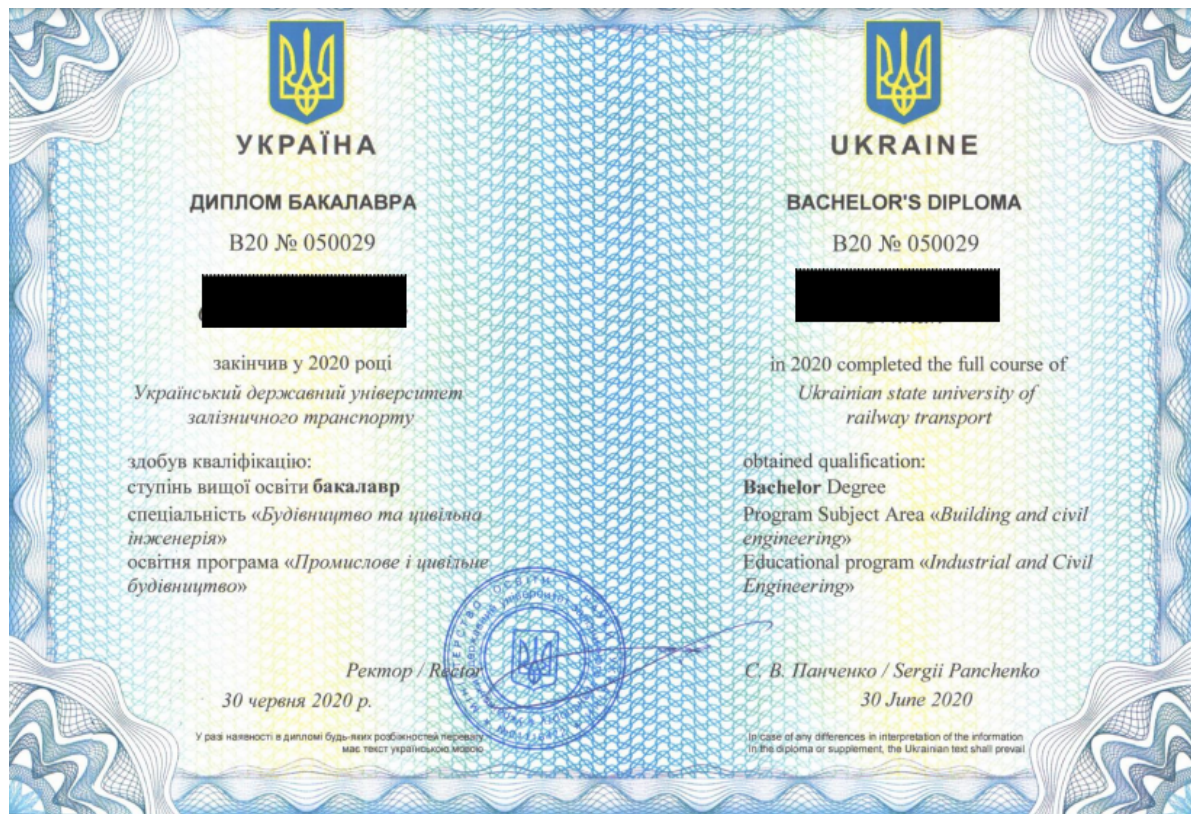 УКРАЇНА
ДИПЛОМ БАКАЛАВРА
B20 № 050029
закінчив у 2020 році
Український державний університет
залізничного транспорту
здобув кваліфікацію:
ступінь вищої освіти бакалавр
спеціальність «Будівництво та цивільна
інженерія»
освітня програма «Промислове і цивільне
будівництво»
Ректор / Rector
30 червня 2020 р.
У разі наявності в дипломі будь-яких розбіжностей перевагу
має текст українською мовою
UKRAINE
BACHELOR'S DIPLOMA
B20 № 050029
in 2020 completed the full course of
Ukrainian state university of
railway transport
obtained qualification:
Bachelor Degree
Program Subject Area «Building and civil
engineering»
Educational program «Industrial and Civil
Engineering»
С. В. Панченко / Sergii Panchenko
30 June 2020
In case of any differences in interpretation of the information
In the diploma or supplement, the Ukrainian text shall prevail